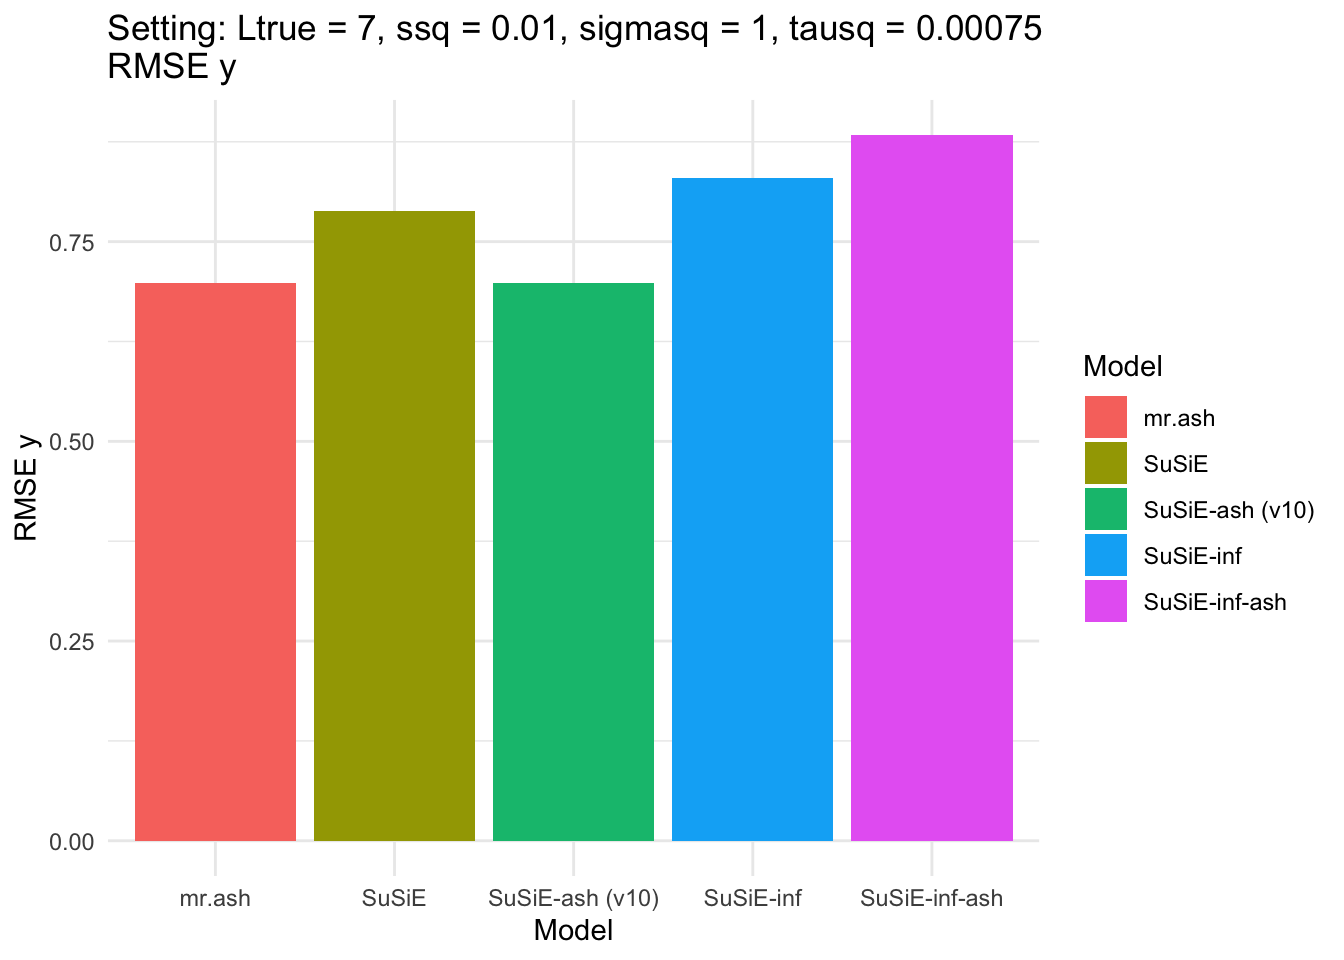 Setting: Ltrue = 7, ssq = 0.01, sigmasq = 1, tausq = 0.00075
RMSE y
RMSE y
0.75
0.50
0.25
0.00
mr.ash
SuSiE
SuSiE-ash (v10)
SuSiE-inf
SuSiE-inf-ash
Model
Model
mr.ash
SuSiE
SuSiE-ash (v10)
SuSiE-inf
SuSiE-inf-ash